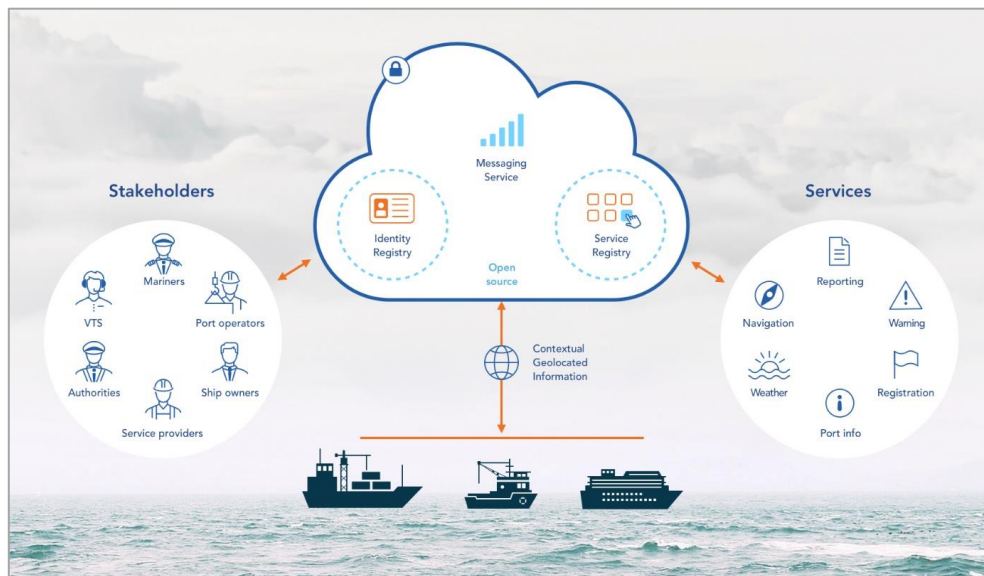 Messaging
Service
Identity
Registry
Service
Registry
Open
source
Stakeholders
Mariners
VTS
Port operators
Authorities
Ship owners
Service providers
Services
Reporting
Navigation
Warning
Weather
Registration
Port info
Contextual
Geolocated
Information